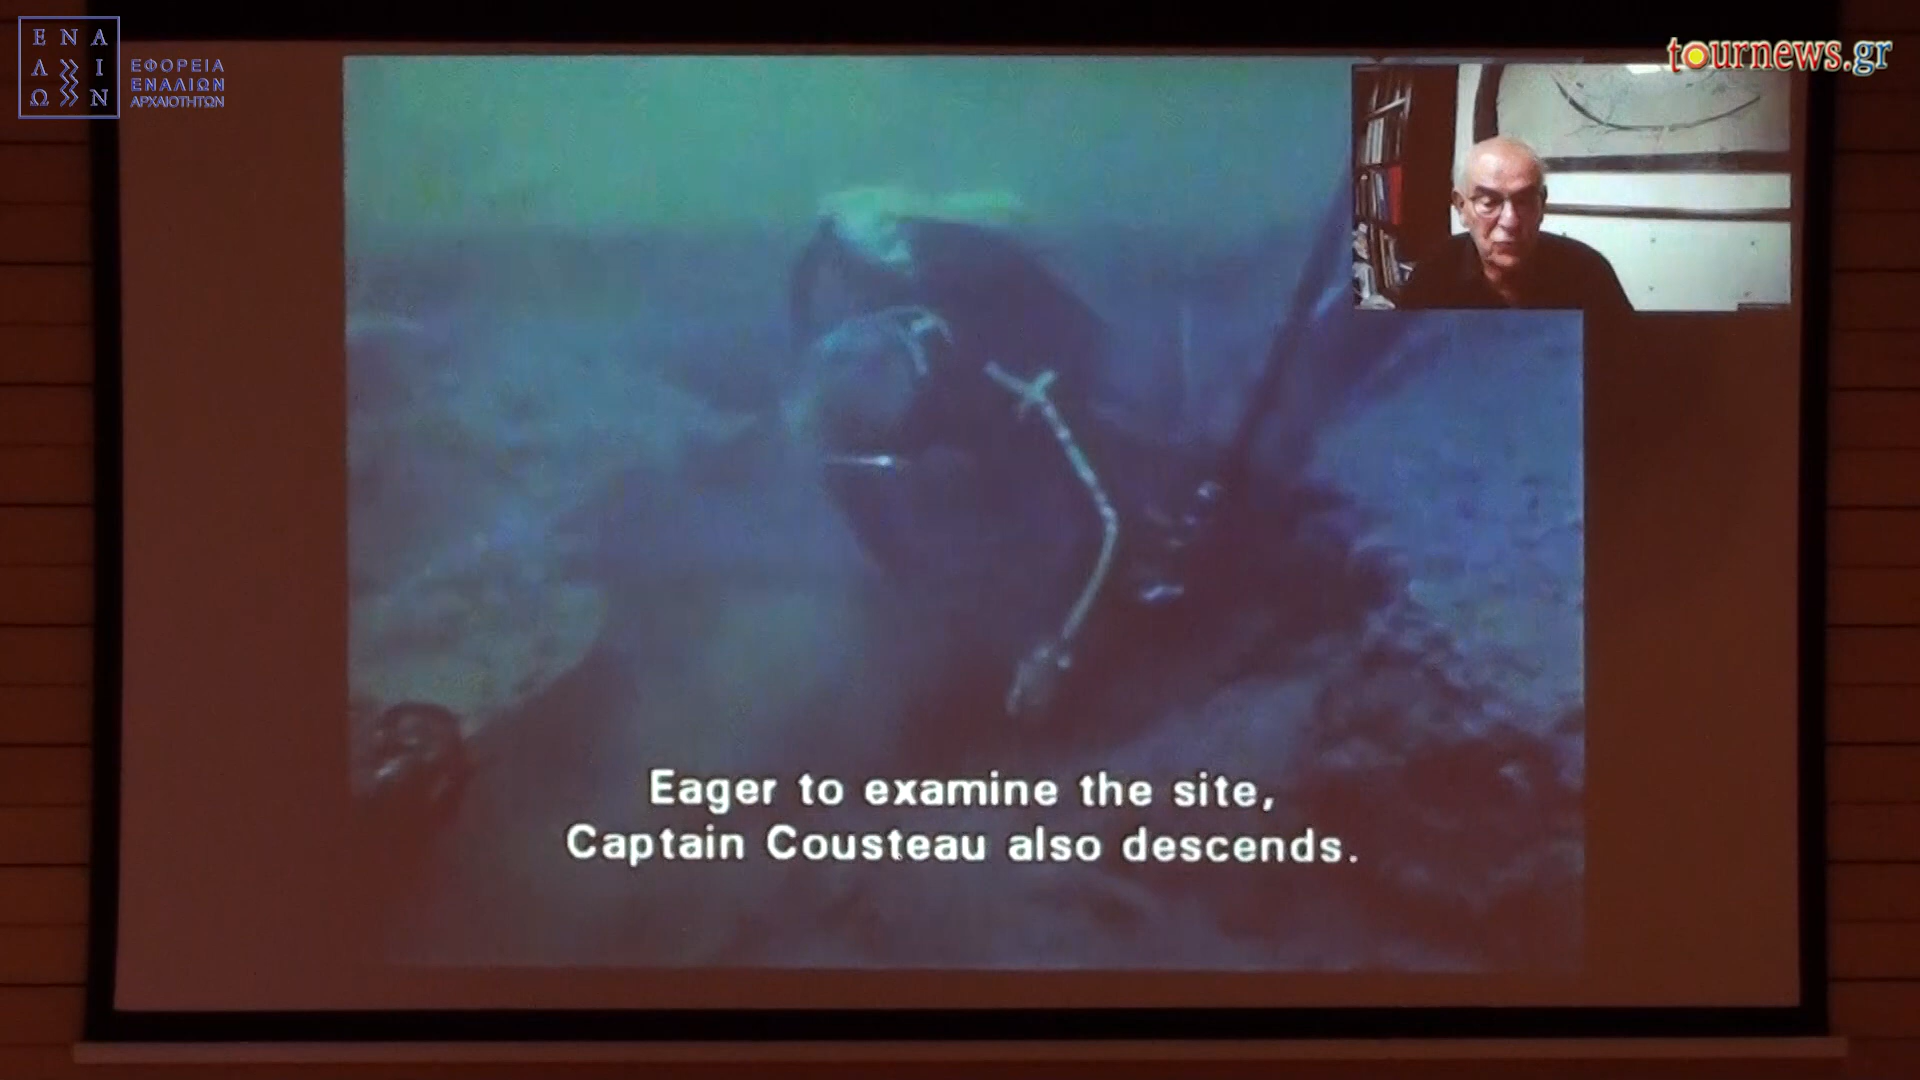 ΕΝΑ
ΛΙ
ΩΝ
ΕΦΟΡΕΙΑ
ΕΝΑΛΙΩΝ
ΑΡΧΑΙΟΤΗΤΩΝ
tournews.gr
Eager to examine the site,
Captain Cousteau also descends.